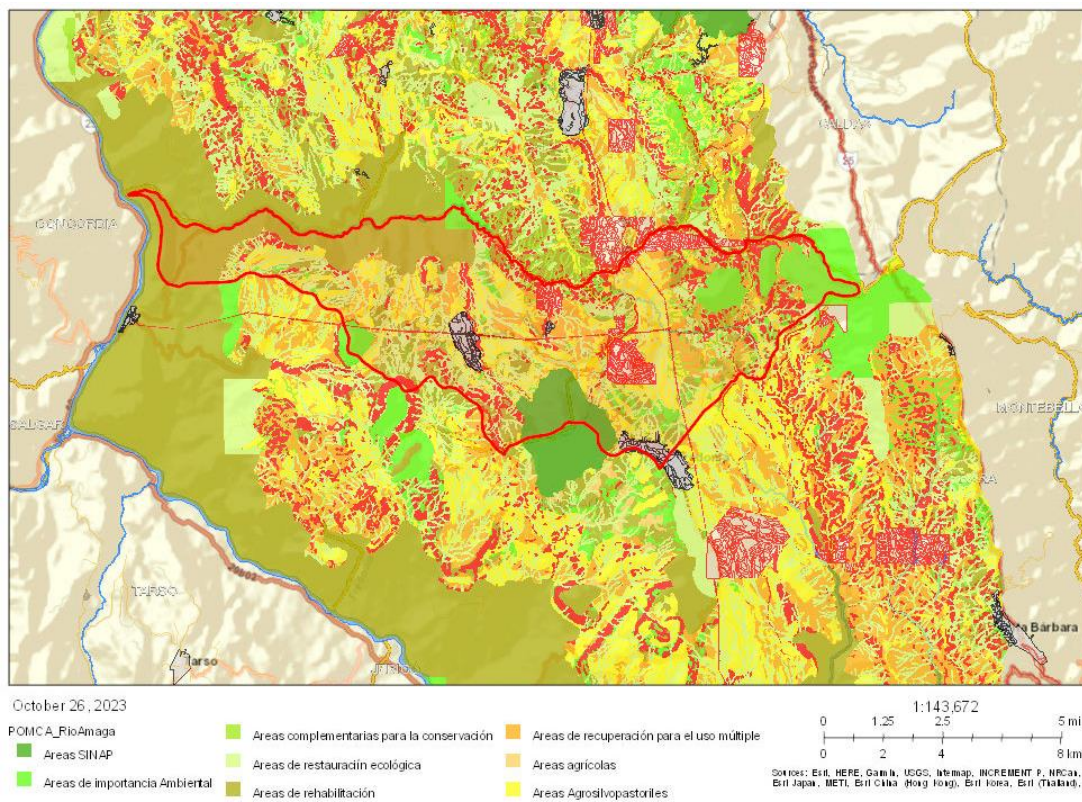 CALDAS
25
25
CONCORDIA
SALGAR
MONTEBELLO
TARSO
Tarso
Bárbara
October 26, 2023
1:143,672
0 1.25 2.5 5 mi
0 2 4 8 km
POMCA_RioAmaga
Areas SINAP
Areas de importancia Ambiental
Areas complementarias para la conservación
Areas de restauraciín ecológica
Areas de rehabilitación
Areas de recuperación para el uso múltiple
Areas agrícolas
Areas Agrosilvopastoriles
Sources: Esri, HERE, Garmin, USGS, Intermap, INCREMENT P, NRCan,
Esri Japan, METI, Esri China (Hong Kong), Esri Korea, Esri (Thailand),